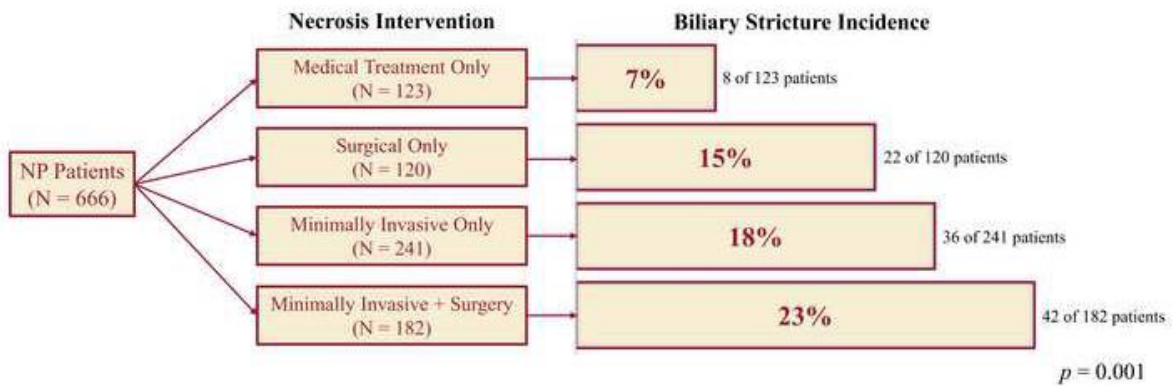 Necrosis Intervention
Biliary Stricture Incidence
NP Patients
(N = 666)
Medical Treatment Only
(N = 123)
7%
8 of 123 patients
Surgical Only
(N = 120)
15%
22 of 120 patients
Minimally Invasive Only
(N = 241)
18%
36 of 241 patients
Minimally Invasive + Surgery
(N = 182)
23%
42 of 182 patients
p = 0.001